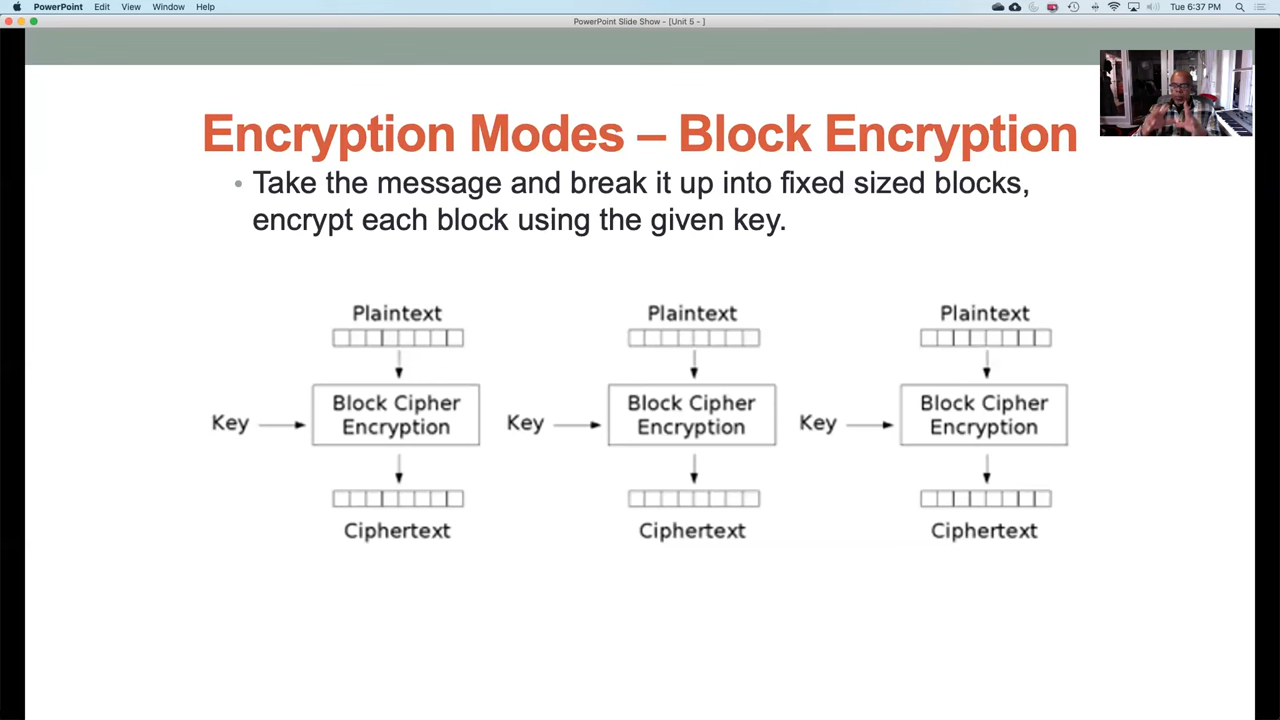 PowerPoint Edit View Window Help Tue 6:37 PM
PowerPoint Slide Show - [Unit 5 - ]
Encryption Modes – Block Encryption
• Take the message and break it up into fixed sized blocks,
encrypt each block using the given key.
Plaintext Plaintext Plaintext
Block Cipher Block Cipher Block Cipher
Key Key Key
Encryption Encryption Encryption
Ciphertext Ciphertext Ciphertext